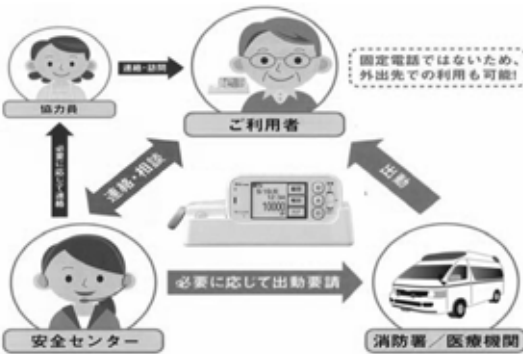 連絡・訪問
固定電話ではないため、
外出先での利用も可能!
協力員
ご利用者
必要に応じて連絡
連絡・相談
出動
10000
必要に応じて出動要請
安全センター
消防署/医療機関